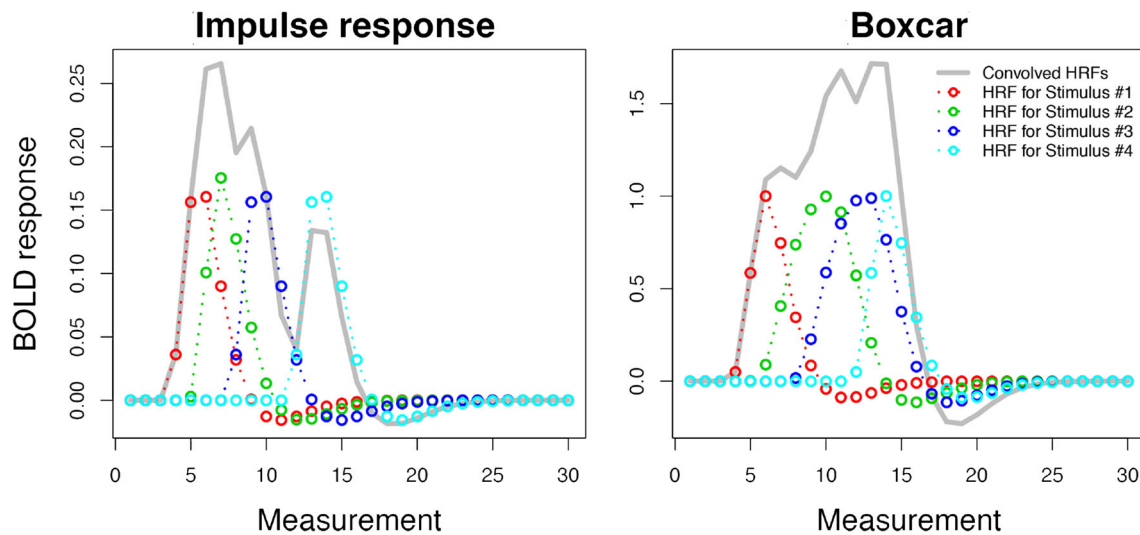 Impulse response
Boxcar
BOLD response
0.00
0.05
0.10
0.15
0.20
0.25
0 5 10 15 20 25 30
Measurement
0.0
0.5
1.0
1.5
0 5 10 15 20 25 30
Measurement
Convolved HRFs
HRF for Stimulus #1
HRF for Stimulus #2
HRF for Stimulus #3
HRF for Stimulus #4